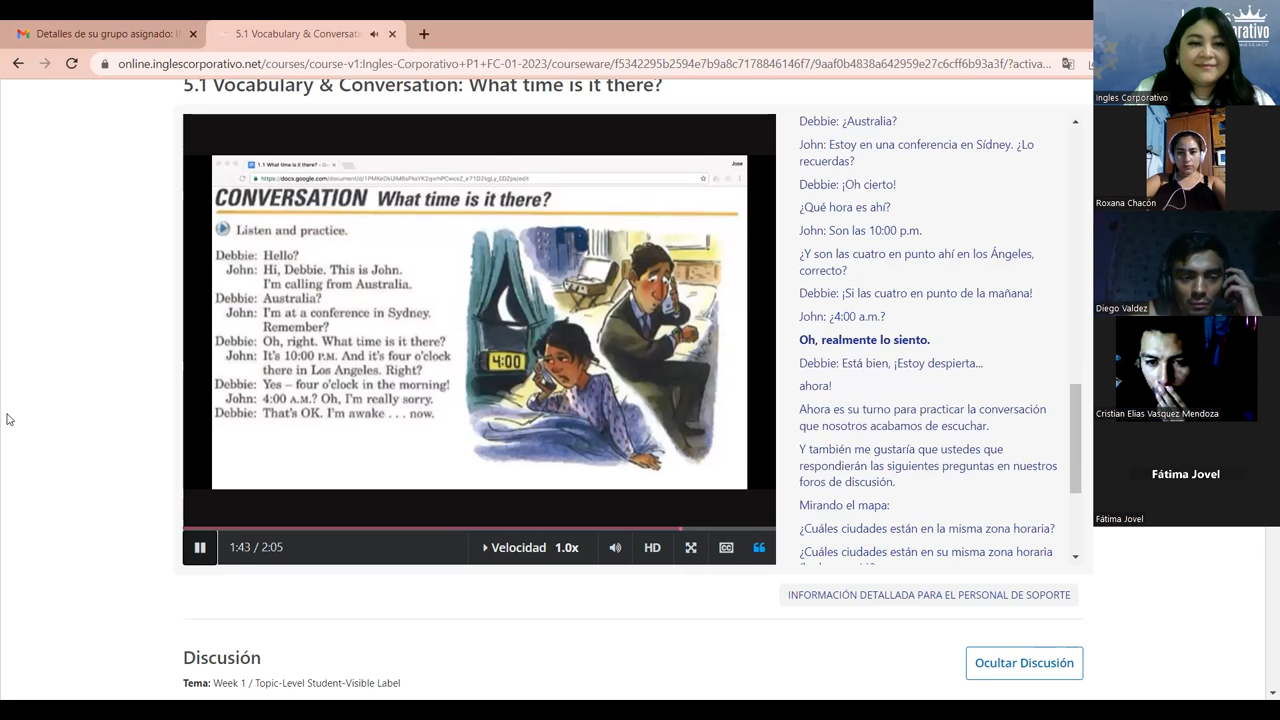 Detalles de su grupo asignado: I
5.1 Vocabulary & Conversati
online.inglescorporativo.net/courses/course-v1:Ingles-Corporativo+P1+FC-01-2023/courseware/f5342295b2594e7b9a8c7178846146f7/9aaf0b4838a642959e27c6cff6b93a3f/?activa...
5.1 Vocabulary & Conversation: What time is it there?
1.1 What time is it there?
Jose
CONVERSATION What time is it there?
Listen and practice.
Debbie: Hello?
John: Hi, Debbie. This is John.
I'm calling from Australia.
Debbie: Australia?
John: I'm at a conference in Sydney.
Remember?
Debbie: Oh, right. What time is it there?
John: It's 10:00 P.M. And it's four o'clock
there in Los Angeles. Right?
Debbie: Yes – four o'clock in the morning!
John: 4:00 A.M.? Oh, I'm really sorry.
Debbie: That's OK. I'm awake . . . now.
4:00
1:43 / 2:05
Velocidad 1.0x
HD
CC
Debbie: ¿Australia?
John: Estoy en una conferencia en Sídney. ¿Lo
recuerdas?
Debbie: ¡Oh cierto!
¿Qué hora es ahí?
John: Son las 10:00 p.m.
¿Y son las cuatro en punto ahí en los Ángeles,
correcto?
Debbie: ¡Si las cuatro en punto de la mañana!
John: ¿4:00 a.m.?
Oh, realmente lo siento.
Debbie: Está bien, ¡Estoy despierta...
ahora!
Ahora es su turno para practicar la conversación
que nosotros acabamos de escuchar.
Y también me gustaría que ustedes que
respondierán las siguientes preguntas en nuestros
foros de discusión.
Mirando el mapa:
¿Cuáles ciudades están en la misma zona horaria?
¿Cuáles ciudades están en su misma zona horaria
INFORMACIÓN DETALLADA PARA EL PERSONAL DE SOPORTE
Discusión
Ocultar Discusión
Tema: Week 1 / Topic-Level Student-Visible Label
Ingles Corporativo
Roxana Chacón
Diego Valdez
Cristian Elias Vasquez Mendoza
Fátima Jovel
Fátima Jovel